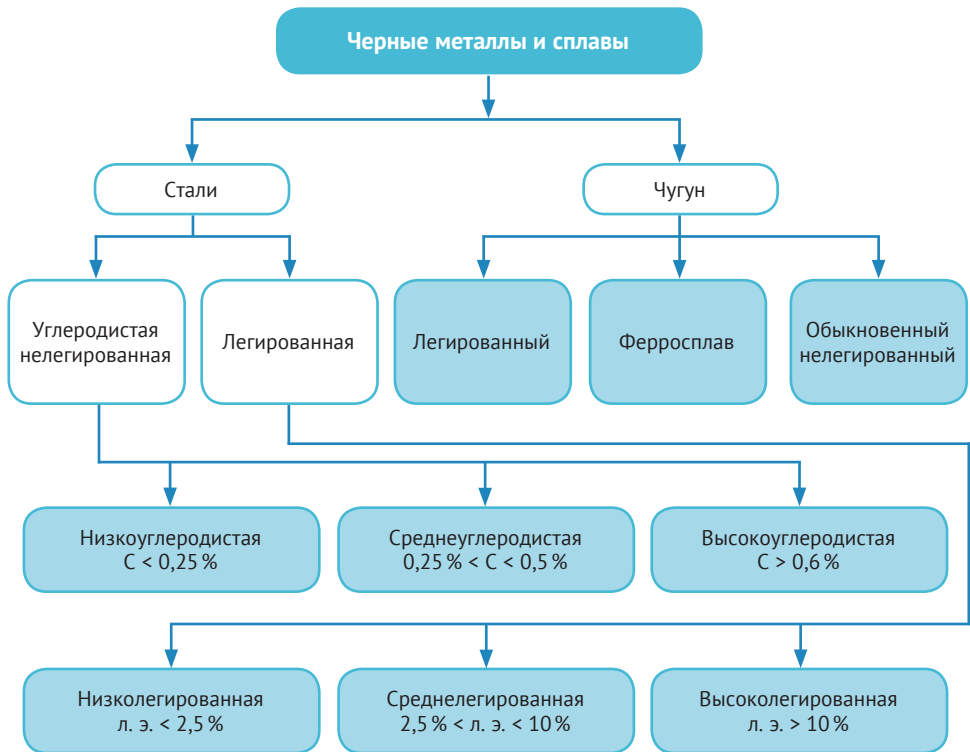 Черные металлы и сплавы
Стали
Чугун
Углеродистая
нелегированная
Легированная
Легированный
Ферросплав
Обыкновенный
нелегированный
Низкоуглеродистая
С < 0,25 %
Среднеуглеродистая
0,25 % < С < 0,5 %
Высокоуглеродистая
С > 0,6 %
Низколегированная
л. э. < 2,5 %
Среднелегированная
2,5 % < л. э. < 10 %
Высоколегированная
л. э. > 10 %